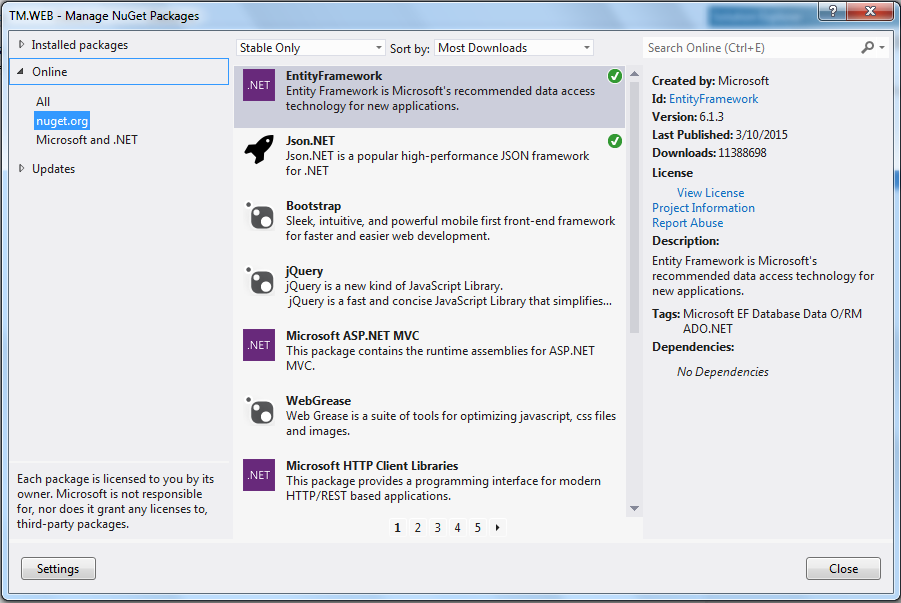 TM.WEB - Manage NuGet Packages
?
Installed packages
Online
All
nuget.org
Microsoft and .NET
Updates
Each package is licensed to you by its
owner. Microsoft is not responsible
for, nor does it grant any licenses to,
third-party packages.
Settings
Stable Only
Sort by:
Most Downloads
.NET
EntityFramework
Entity Framework is Microsoft's recommended data access
technology for new applications.
Json.NET
Json.NET is a popular high-performance JSON framework
for .NET
Bootstrap
Sleek, intuitive, and powerful mobile first front-end framework
for faster and easier web development.
jQuery
jQuery is a new kind of JavaScript Library.
jQuery is a fast and concise JavaScript Library that simplifies...
.NET
Microsoft ASP.NET MVC
This package contains the runtime assemblies for ASP.NET
MVC.
WebGrease
Web Grease is a suite of tools for optimizing javascript, css files
and images.
.NET
Microsoft HTTP Client Libraries
This package provides a programming interface for modern
HTTP/REST based applications.
1 2 3 4 5
Search Online (Ctrl+E)
Created by: Microsoft
Id: EntityFramework
Version: 6.1.3
Last Published: 3/10/2015
Downloads: 11388698
License
View License
Project Information
Report Abuse
Description:
Entity Framework is Microsoft's
recommended data access technology for
new applications.
Tags: Microsoft EF Database Data O/RM
ADO.NET
Dependencies:
No Dependencies
Close